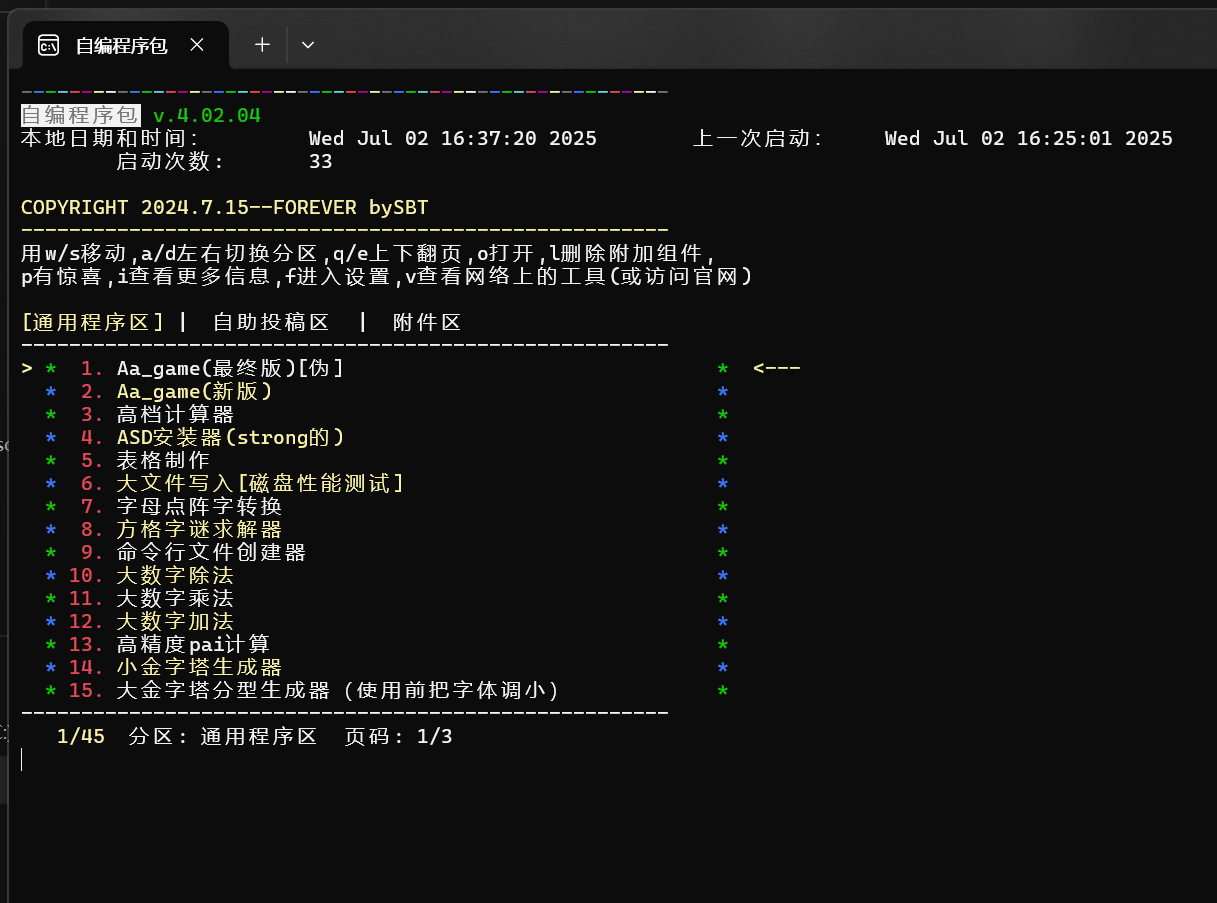 自编程序包
自编程序包 v.4.02.04
本地日期和时间: Wed Jul 02 16:37:20 2025 上一次启动: Wed Jul 02 16:25:01 2025
启动次数: 33
COPYRIGHT 2024.7.15--FOREVER bySBT
------------------------------------------------------
用w/s移动,a/d左右切换分区,q/e上下翻页,o打开,l删除附加组件,
p有惊喜,i查看更多信息,f进入设置,v查看网络上的工具(或访问官网)
[通用程序区] | 自助投稿区 | 附件区
------------------------------------------------------
> * 1. Aa_game(最终版)[伪] * <---
* 2. Aa_game(新版) *
* 3. 高档计算器 *
* 4. ASD安装器(strong的) *
* 5. 表格制作 *
* 6. 大文件写入[磁盘性能测试] *
* 7. 字母点阵字转换 *
* 8. 方格字谜求解器 *
* 9. 命令行文件创建器 *
* 10. 大数字除法 *
* 11. 大数字乘法 *
* 12. 大数字加法 *
* 13. 高精度pai计算 *
* 14. 小金字塔生成器 *
* 15. 大金字塔分型生成器 (使用前把字体调小) *
------------------------------------------------------
1/45 分区: 通用程序区 页码: 1/3